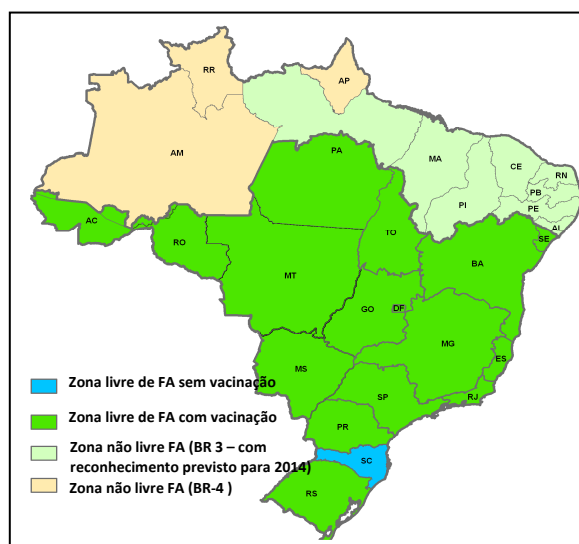 RR
AP
AM
PA
MA
CE
RN
PB
PI
PE
AL
AC
TO
SE
RO
BA
MT
GO
DF
MG
ES
MS
SP
RJ
PR
SC
RS
Zona livre de FA sem vacinação
Zona livre de FA com vacinação
Zona não livre FA (BR 3 – com
reconhecimento previsto para 2014)
Zona não livre FA (BR-4 )